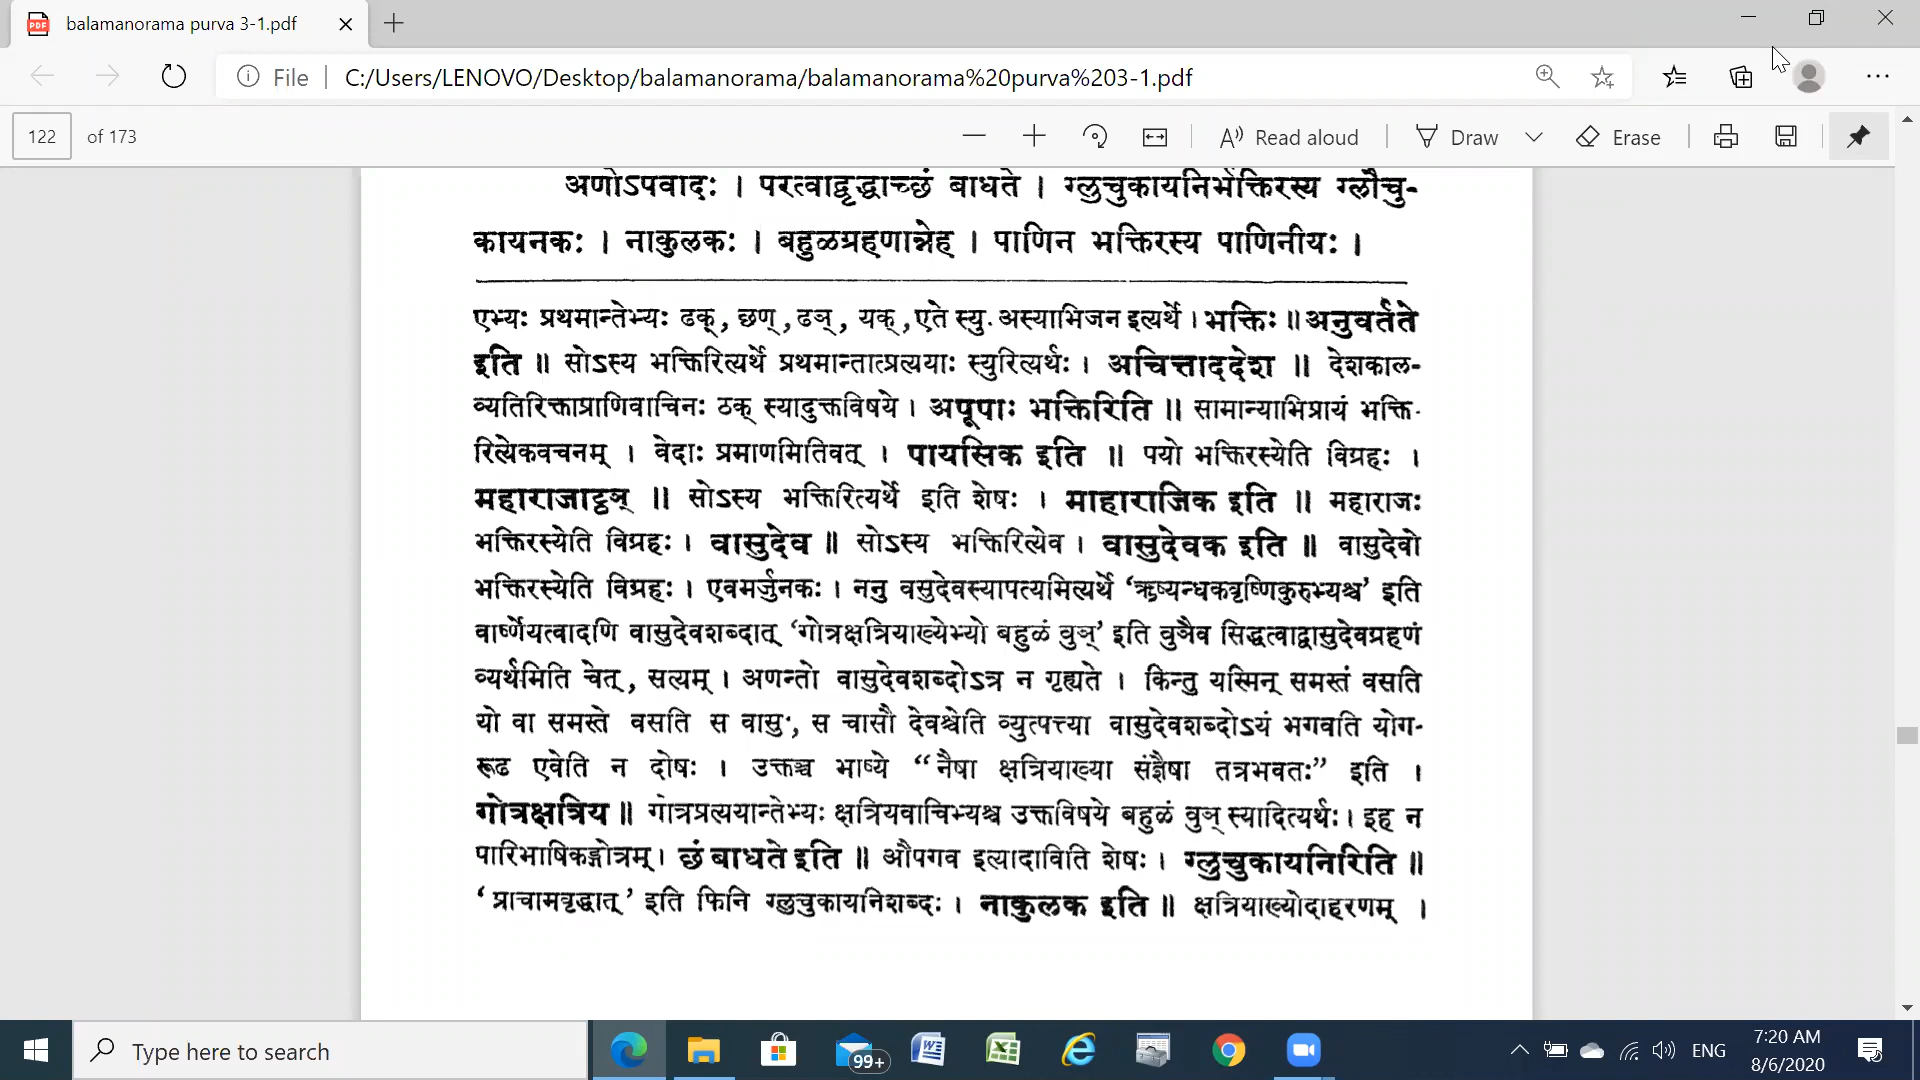 balamanorama purva 3-1.pdf
File
C:/Users/LENOVO/Desktop/balamanorama/balamanorama%20purva%203-1.pdf
122 of 173
Read aloud
Draw
Erase
अणोऽपवादः । परत्वाद्वृद्धाच्छं बाधते । ग्लुचुकायनिर्भक्तिरस्य ग्लौचु-
कायनकः । नाकुलकः । बहुळग्रहणान्नेह । पाणिन भक्तिरस्य पाणिनीयः ।
एभ्यः प्रथमान्तेभ्यः ढक् , छण् , ढञ् , यक् , एते स्यु. अस्याभिजन इत्यर्थे । भक्तिः ॥ अनुवर्तते
इति ॥ सोऽस्य भक्तिरित्यर्थे प्रथमान्तात्प्रत्ययाः स्युरित्यर्थः । अचित्ताददेश ॥ देशकाल-
व्यतिरिक्ताप्राणिवाचिनः ठक् स्यादुक्तविषये । अपूपाः भक्तिरिति ॥ सामान्याभिप्रायं भक्ति-
रित्येकवचनम् । वेदाः प्रमाणमितिवत् । पायसिक इति ॥ पयो भक्तिरस्येति विग्रहः ।
महाराजाट्ठञ् ॥ सोऽस्य भक्तिरित्यर्थे इति शेषः । माहाराजिक इति ॥ महाराजः
भक्तिरस्येति विग्रहः । वासुदेव ॥ सोऽस्य भक्तिरित्येव । वासुदेवक इति ॥ वासुदेवो
भक्तिरस्येति विग्रहः । एवमर्जुनकः । ननु वसुदेवस्यापत्यमित्यर्थे ‘ऋष्यन्धकवृष्णिकुरुभ्यश्च’ इति
वार्ष्णेयत्वादणि वासुदेवशब्दात् ‘गोत्रक्षत्रियाख्येभ्यो बहुळं वुञ्’ इति वुञैव सिद्धत्वाद्वासुदेवग्रहणं
व्यर्थमिति चेत् , सत्यम् । अणन्तो वासुदेवशब्दोऽत्र न गृह्यते । किन्तु यस्मिन् समस्तं वसति
यो वा समस्ते वसति स वासुः, स चासौ देवश्चेति व्युत्पत्त्या वासुदेवशब्दोऽयं भगवति योग-
रूढ एवेति न दोषः । उक्तञ्च भाष्ये “नैषा क्षत्रियाख्या संज्ञैषा तत्रभवतः” इति ।
गोत्रक्षत्रिय ॥ गोत्रप्रत्ययान्तेभ्यः क्षत्रियवाचिभ्यश्च उक्तविषये बहुळं वुञ् स्यादित्यर्थः । इह न
पारिभाषिकङ्गोत्रम् । छं बाधते इति ॥ औपगव इत्यादाविति शेषः । ग्लुचुकायनिरिति ॥
‘प्राचामवृद्धात्’ इति फिनि ग्लुचुकायनिशब्दः । नाकुलक इति ॥ क्षत्रियाख्योदाहरणम् ।
Type here to search
99+
ENG
7:20 AM
8/6/2020